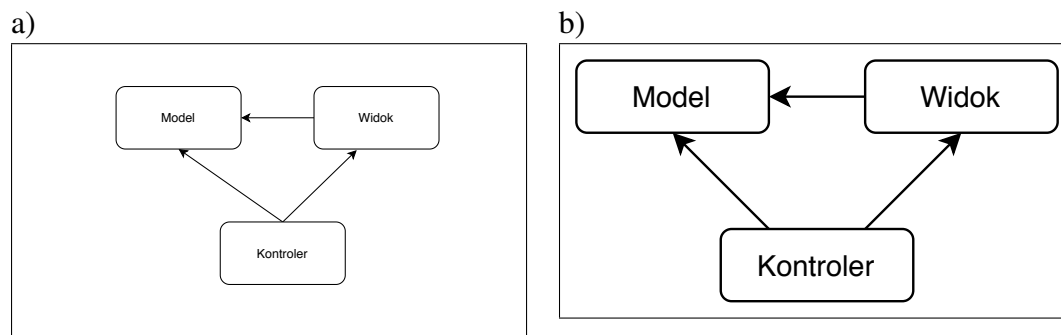 a)
Model
Widok
Kontroler
b)
Model
Widok
Kontroler